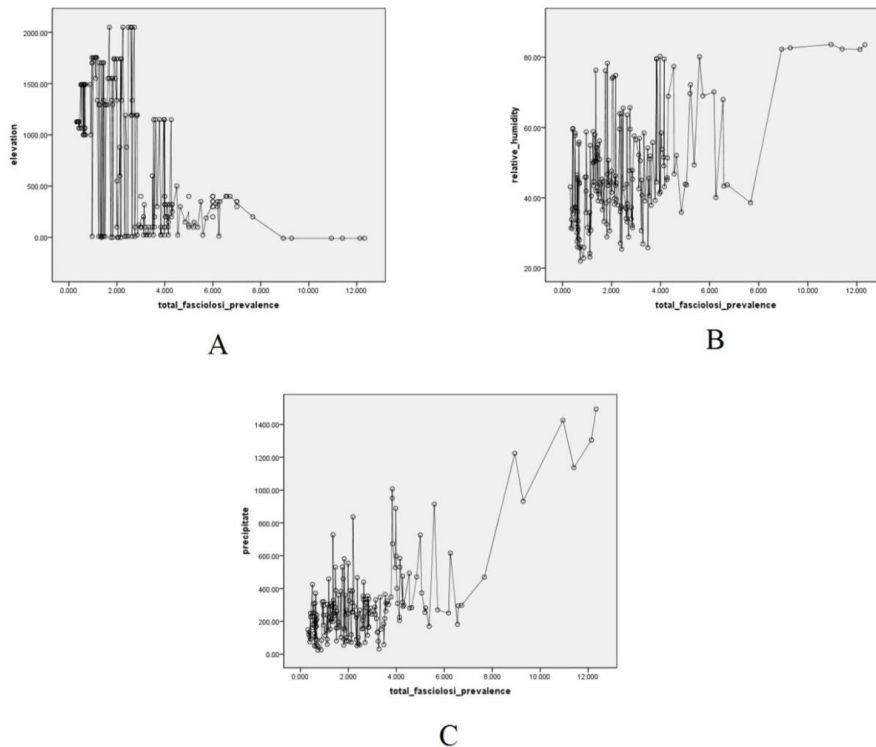 2000.00
1500.00
1000.00
500.00
0.00
elevation
0.000 2.000 4.000 6.000 8.000 10.000 12.000
total_fasciolosi_prevalence
A
80.00
60.00
40.00
20.00
relative_humidity
0.000 2.000 4.000 6.000 8.000 10.000 12.000
total_fasciolosi_prevalence
B
1400.00
1200.00
1000.00
800.00
600.00
400.00
200.00
0.00
precipitate
0.000 2.000 4.000 6.000 8.000 10.000 12.000
total_fasciolosi_prevalence
C